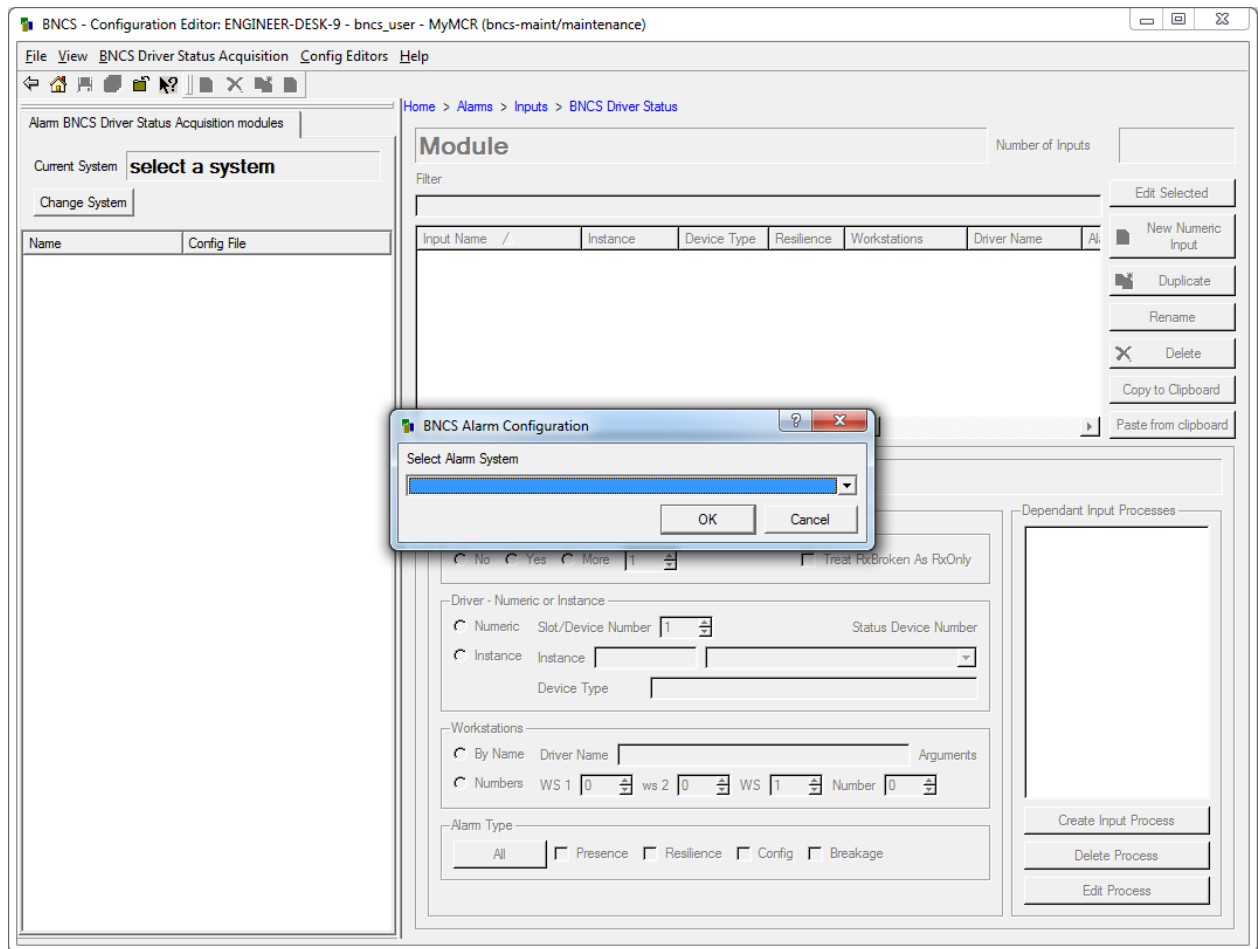 BNCS - Configuration Editor: ENGINEER-DESK-9 - bncs_user - MyMCR (bncs-maint/maintenance)
File View BNCS Driver Status Acquisition Config Editors Help
Home > Alarms > Inputs > BNCS Driver Status
Alarm BNCS Driver Status Acquisition modules
Current System select a system
Change System
Name Config File
Module Number of Inputs
Filter
Input Name Instance Device Type Resilience Workstations Driver Name Ala
Edit Selected
New Numeric
Input
Duplicate
Rename
Delete
Copy to Clipboard
Paste from clipboard
BNCS Alarm Configuration
Select Alarm System
OK Cancel
No Yes More 1 Treat RxBroken As RxOnly
Driver - Numeric or Instance
Numeric Slot/Device Number 1 Status Device Number
Instance Instance
Device Type
Workstations
By Name Driver Name Arguments
Numbers WS 1 0 ws 2 0 WS 1 Number 0
Alarm Type
All Presence Resilience Config Breakage
Dependant Input Processes
Create Input Process
Delete Process
Edit Process